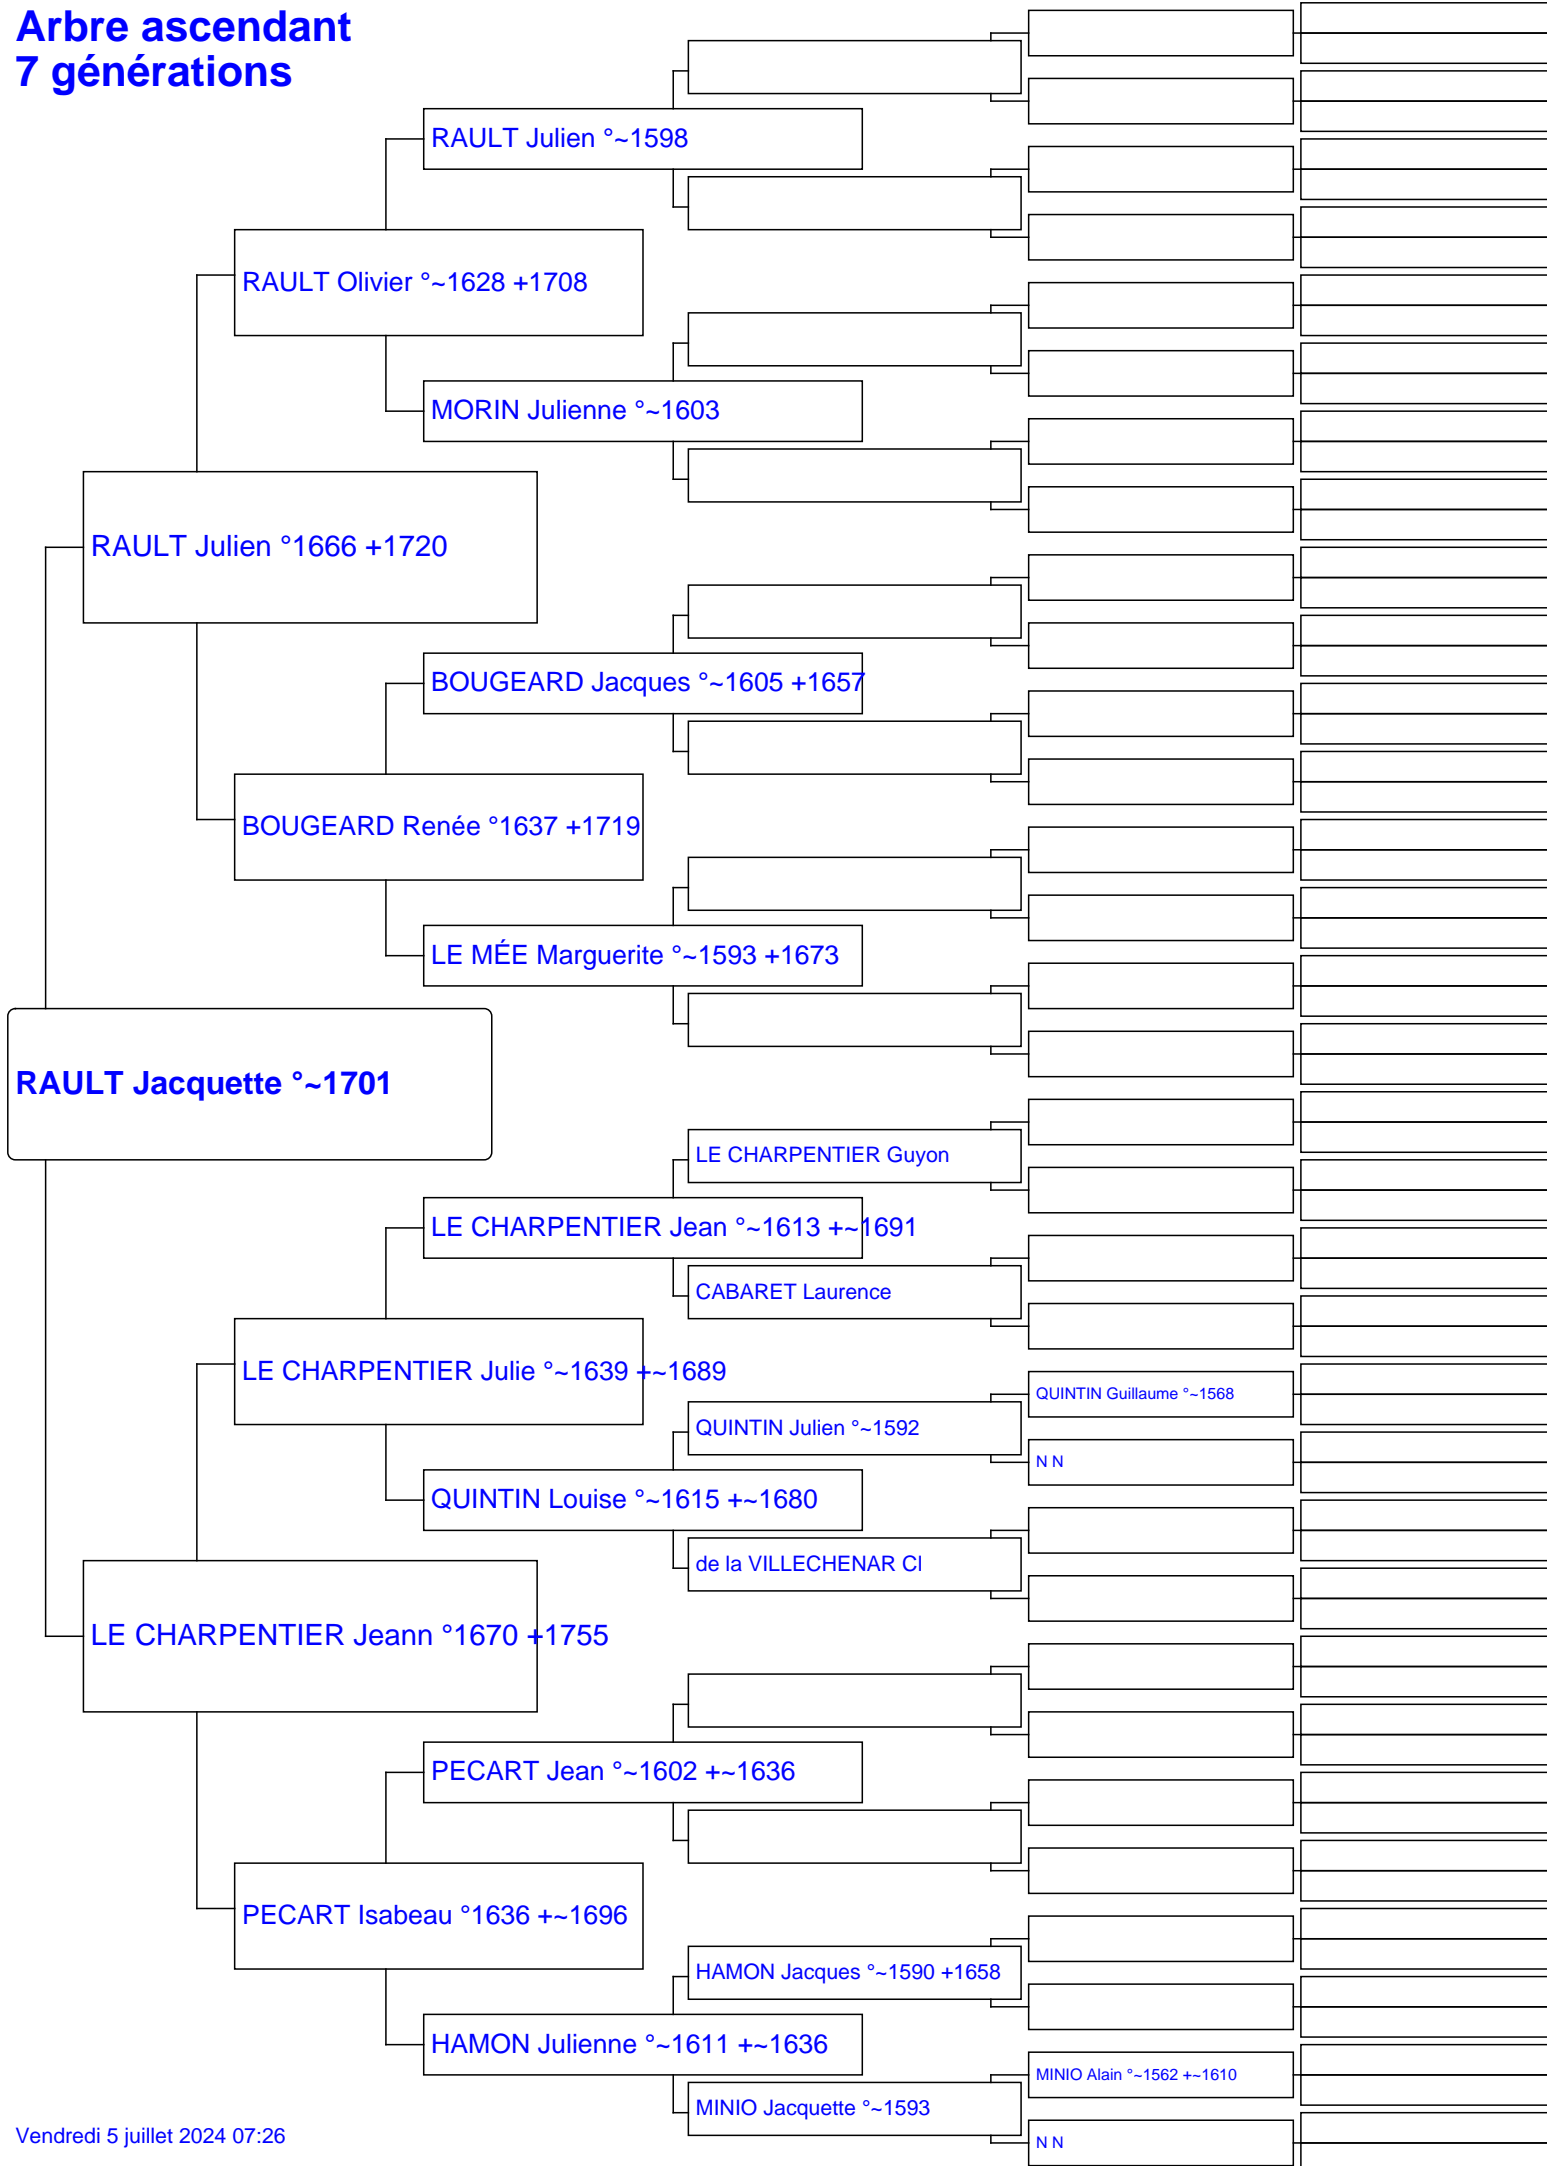 Arbre ascendant
7 générations
RAULT Julien °~1598
RAULT Olivier °~1628 +1708
MORIN Julienne °~1603
RAULT Julien °1666 +1720
BOUGEARD Jacques °~1605 +1657
BOUGEARD Renée °1637 +1719
LE MÉE Marguerite °~1593 +1673
RAULT Jacquette °~1701
LE CHARPENTIER Guyon
LE CHARPENTIER Jean °~1613 +~1691
CABARET Laurence
LE CHARPENTIER Julie °~1639 +~1689
QUINTIN Guillaume °~1568
QUINTIN Julien °~1592
N N
QUINTIN Louise °~1615 +~1680
de la VILLECHENAR Cl
LE CHARPENTIER Jeann °1670 +1755
PECART Jean °~1602 +~1636
PECART Isabeau °1636 +~1696
HAMON Jacques °~1590 +1658
HAMON Julienne °~1611 +~1636
MINIO Alain °~1562 +~1610
MINIO Jacquette °~1593
N N
Vendredi 5 juillet 2024 07:26